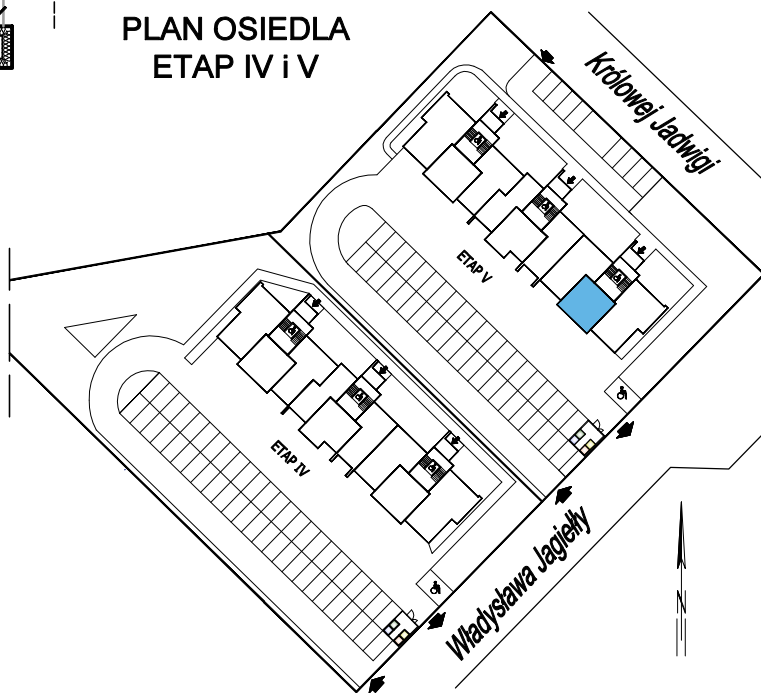 PLAN OSIEDLA
ETAP IV i V
Królowej Jadwigi
ETAP V
ETAP IV
Władysława Jagiełły
N